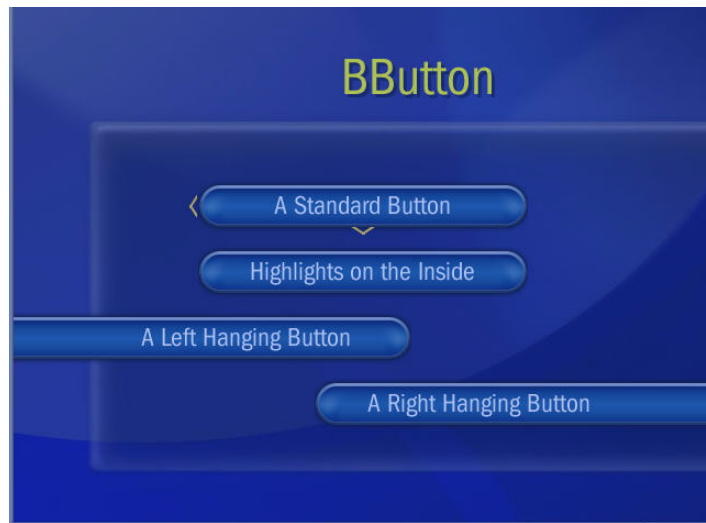 BButton
A Standard Button
Highlights on the Inside
A Left Hanging Button
A Right Hanging Button